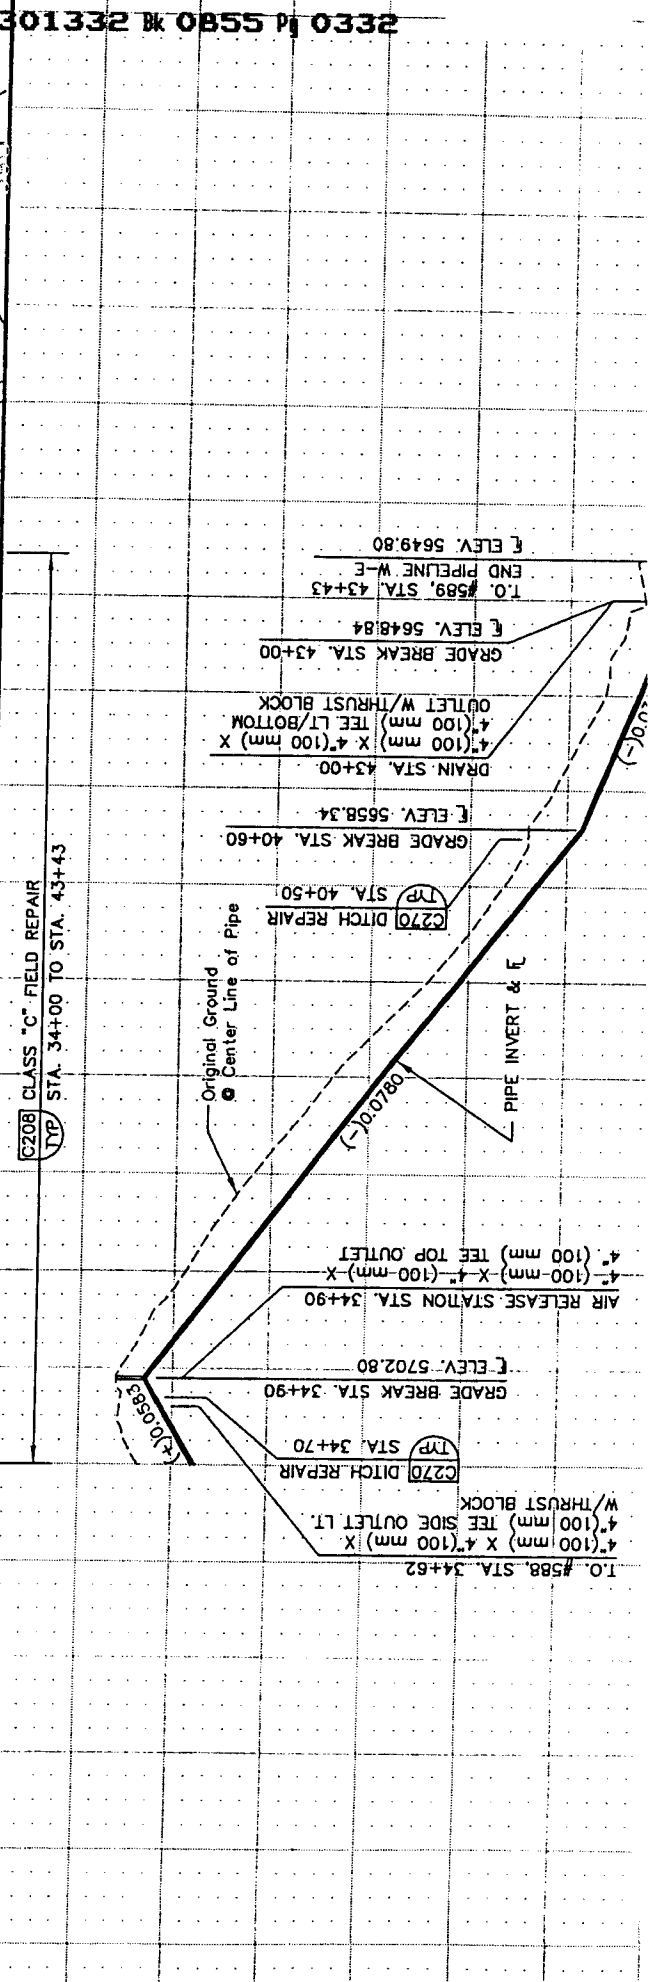 301332 Bk 0855 Pg 0332
℄ ELEV. 5649.80
END PIPELINE W-E
T.O. #589, STA. 43+43
℄ ELEV. 5648.84
GRADE BREAK STA. 43+00
OUTLET W/THRUST BLOCK
4"(100 mm) TEE LT/BOTTOM
4"(100 mm) X 4"(100 mm) X
DRAIN STA. 43+00
℄ ELEV. 5658.34
GRADE BREAK STA. 40+60
C270 DITCH REPAIR
TYP STA. 40+50
C208 CLASS "C" FIELD REPAIR
TYP STA. 34+00 TO STA. 43+43
Original Ground
@ Center Line of Pipe
PIPE INVERT & ℄
(-)0.0780
4" (100 mm) TEE TOP OUTLET
4" (100 mm) X 4" (100 mm) X
AIR RELEASE STATION STA. 34+90
℄ ELEV. 5702.80
GRADE BREAK STA. 34+90
(+)0.0583
C270 DITCH REPAIR
TYP STA. 34+70
W/THRUST BLOCK
4"(100 mm) TEE SIDE OUTLET LT.
4"(100 mm) X 4"(100 mm) X
T.O. #588, STA. 34+62